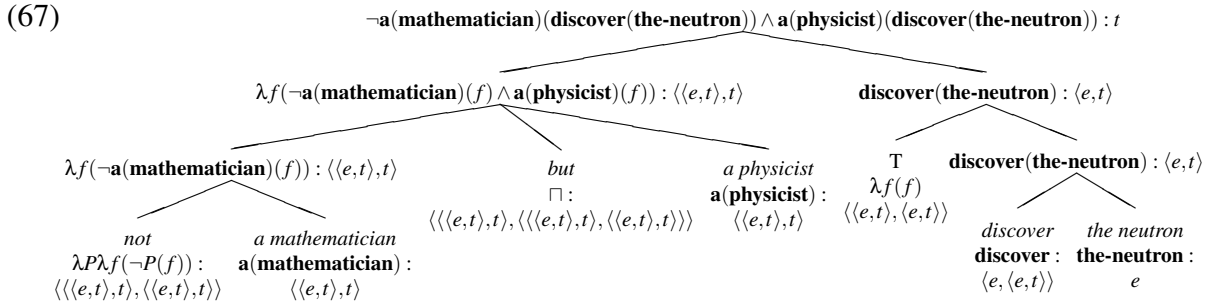 (67)
¬a(mathematician)(discover(the-neutron)) ∧ a(physicist)(discover(the-neutron)) : t
λf(¬a(mathematician)(f) ∧ a(physicist)(f)) : ⟨⟨e,t⟩,t⟩ discover(the-neutron) : ⟨e,t⟩
λf(¬a(mathematician)(f)) : ⟨⟨e,t⟩,t⟩ but a physicist T discover(the-neutron) : ⟨e,t⟩
⊓ : a(physicist) : λf(f)
⟨⟨⟨e,t⟩,t⟩,⟨⟨⟨e,t⟩,t⟩,⟨⟨e,t⟩,t⟩⟩⟩ ⟨⟨e,t⟩,t⟩ ⟨⟨e,t⟩,⟨e,t⟩⟩
not a mathematician discover the neutron
λPλf(¬P(f)) : a(mathematician) : discover : the-neutron :
⟨⟨⟨e,t⟩,t⟩,⟨⟨e,t⟩,t⟩⟩ ⟨⟨e,t⟩,t⟩ ⟨e,⟨e,t⟩⟩ e